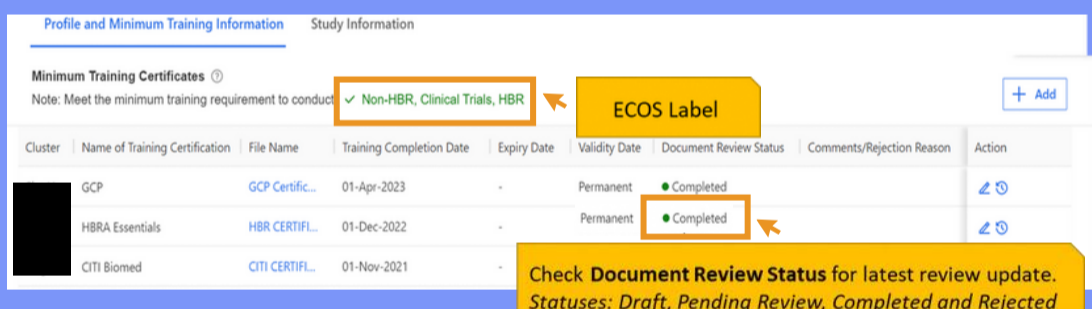 Profile and Minimum Training Information Study Information
Minimum Training Certificates
Note: Meet the minimum training requirement to conduct ✓ Non-HBR, Clinical Trials, HBR
ECOS Label
+ Add
Cluster Name of Training Certification File Name Training Completion Date Expiry Date Validity Date Document Review Status Comments/Rejection Reason Action
GCP GCP Certific... 01-Apr-2023 - Permanent Completed
HBRA Essentials HBR CERTIFI... 01-Dec-2022 - Permanent Completed
CITI Biomed CITI CERTIFI... 01-Nov-2021 -
Check Document Review Status for latest review update.
Statuses: Draft, Pending Review, Completed and Rejected